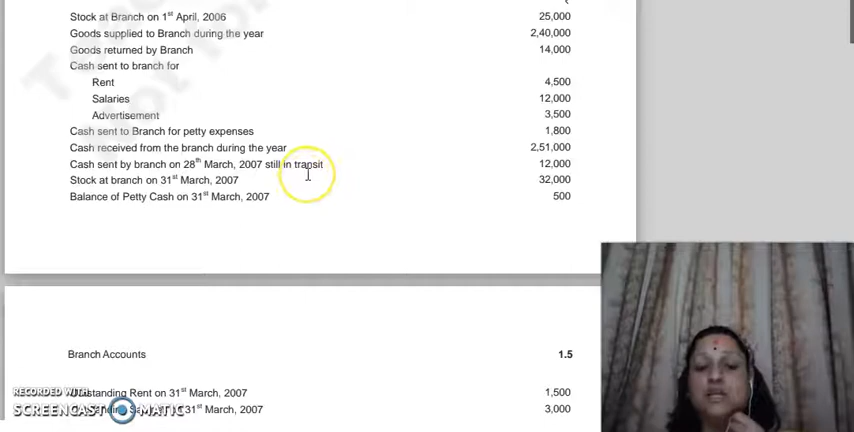 Stock at Branch on 1st April, 2006 25,000
Goods supplied to Branch during the year 2,40,000
Goods returned by Branch 14,000
Cash sent to branch for
Rent 4,500
Salaries 12,000
Advertisement 3,500
Cash sent to Branch for petty expenses 1,800
Cash received from the branch during the year 2,51,000
Cash sent by branch on 28th March, 2007 still in transit 12,000
Stock at branch on 31st March, 2007 32,000
Balance of Petty Cash on 31st March, 2007 500
Branch Accounts 1.5
Outstanding Rent on 31st March, 2007 1,500
31st March, 2007 3,000
RECORDED WITH
SCREENCAST MATIC